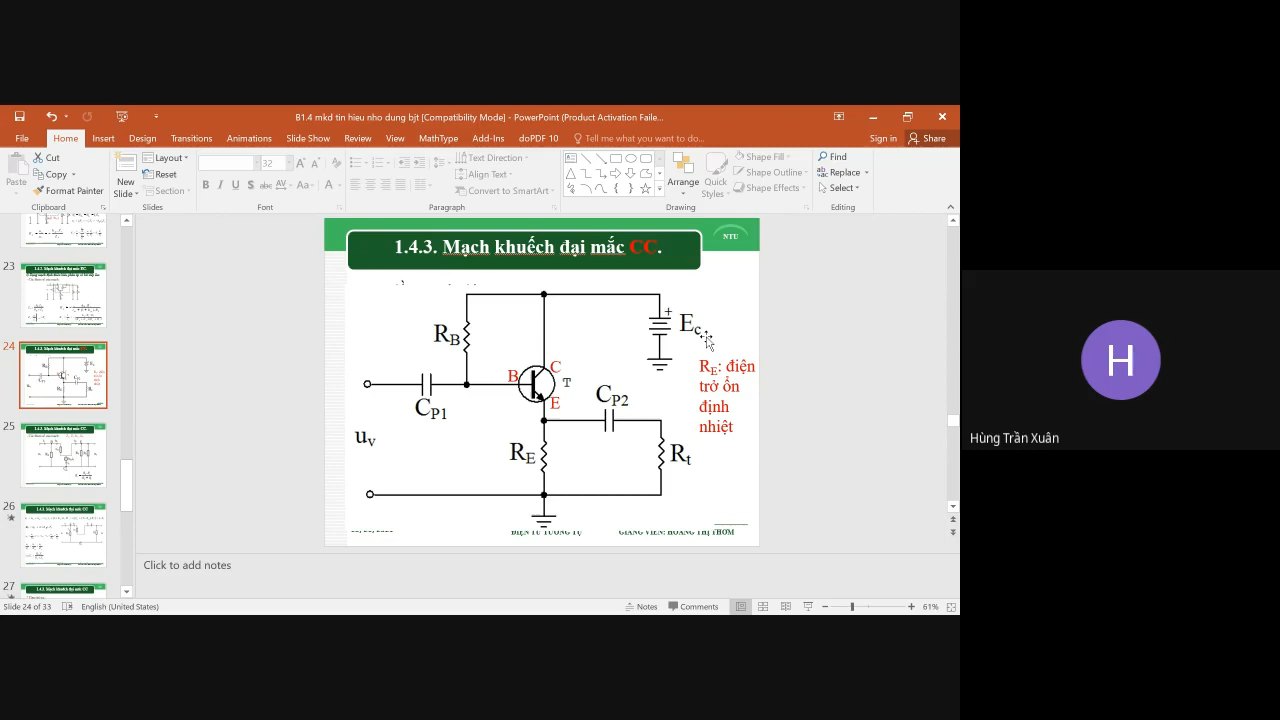 B1.4 mkd tin hieu nho dung bjt [Compatibility Mode] - PowerPoint (Product Activation Faile...
File Home Insert Design Transitions Animations Slide Show Review View MathType Add-Ins doPDF 10 Tell me what you want to do... Sign in Share
Paste
Cut
Copy
Format Painter
Clipboard
New Slide
Layout
Reset
Section
Slides
32
B I U S abc AV Aa A
Font
Text Direction
Align Text
Convert to SmartArt
Paragraph
Arrange
Quick Styles
Shape Fill
Shape Outline
Shape Effects
Drawing
Find
Replace
Select
Editing
23
24
25
26
27
1.4.3. Mạch khuếch đại mắc CC.
NTU
RB
+
Ec
C
B
T
E
CP1
CP2
RE: điện
trở ổn
định
nhiệt
uv
RE
Rt
ĐIỆN TỬ TƯƠNG TỰ
GIẢNG VIÊN: HOÀNG THỊ THƠM
Click to add notes
Slide 24 of 33 English (United States) Notes Comments 61%
H
Hùng Trần Xuân